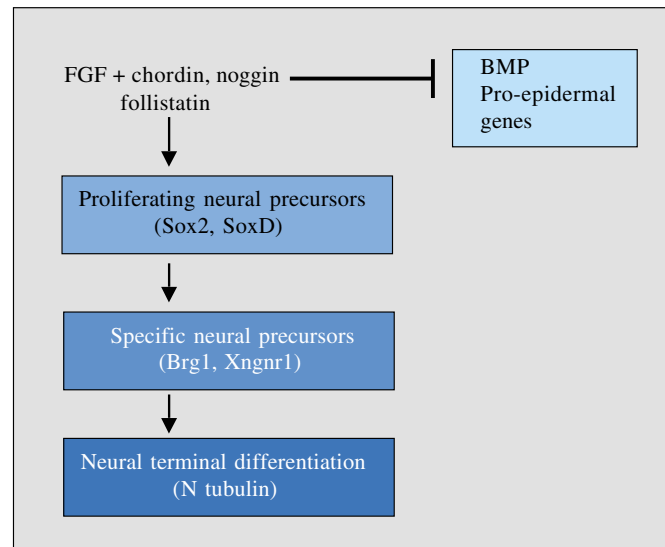 FGF + chordin, noggin
follistatin
BMP
Pro-epidermal
genes
Proliferating neural precursors
(Sox2, SoxD)
Specific neural precursors
(Brg1, Xngnr1)
Neural terminal differentiation
(N tubulin)